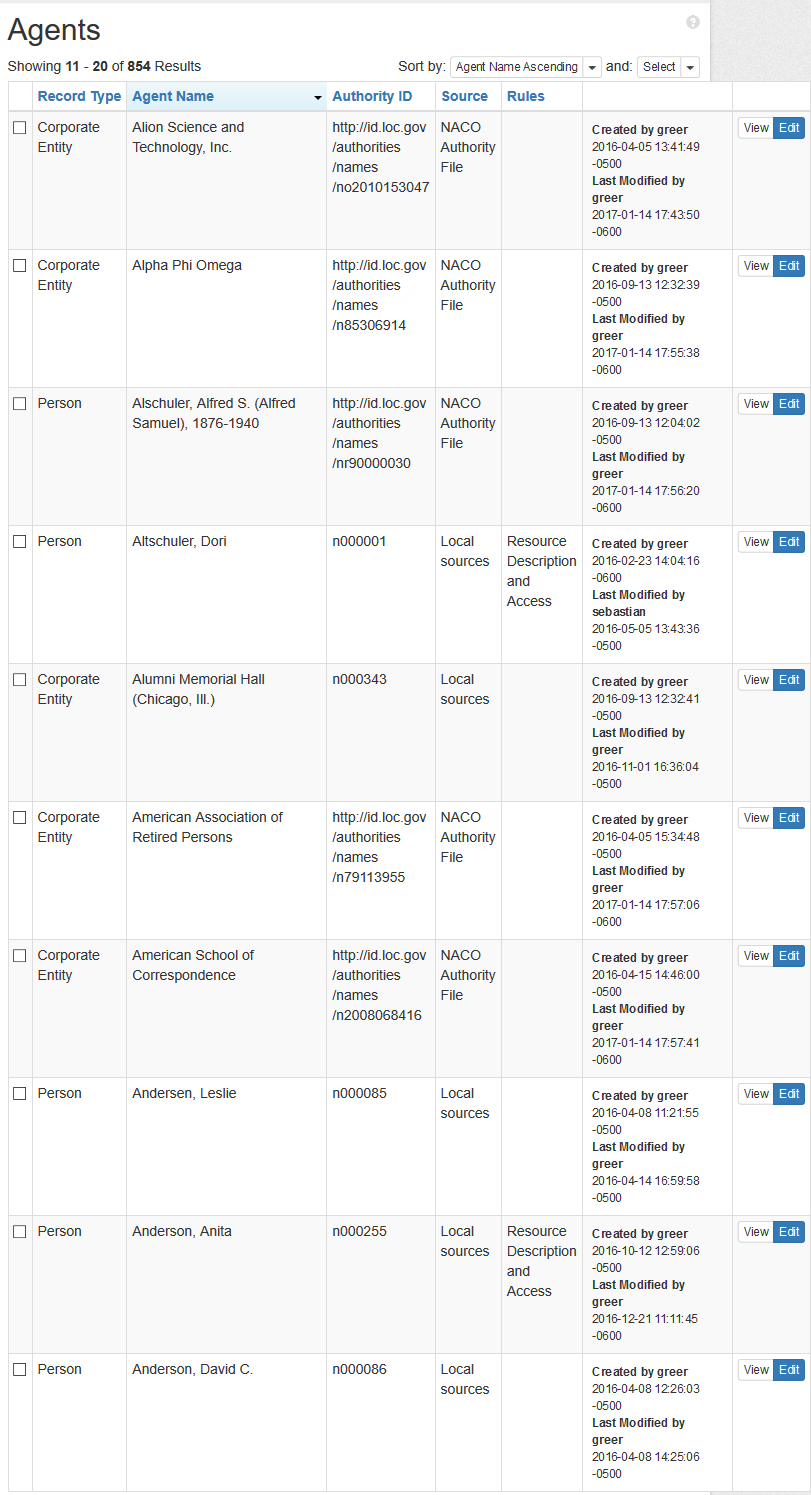 Agents
Showing 11 - 20 of 854 Results
Sort by: Agent Name Ascending and: Select
Record Type Agent Name Authority ID Source Rules
Corporate Entity
Alion Science and
Technology, Inc.
http://id.loc.gov
/authorities
/names
/no2010153047
NACO
Authority
File
Created by greer
2016-04-05 13:41:49
-0500
Last Modified by
greer
2017-01-14 17:43:50
-0600
View Edit
Corporate
Entity
Alpha Phi Omega
http://id.loc.gov
/authorities
/names
/n85306914
NACO
Authority
File
Created by greer
2016-09-13 12:32:39
-0500
Last Modified by
greer
2017-01-14 17:55:38
-0600
View Edit
Person
Alschuler, Alfred S. (Alfred
Samuel), 1876-1940
http://id.loc.gov
/authorities
/names
/nr90000030
NACO
Authority
File
Created by greer
2016-09-13 12:04:02
-0500
Last Modified by
greer
2017-01-14 17:56:20
-0600
View Edit
Person
Altschuler, Dori
n000001
Local
sources
Resource
Description
and
Access
Created by greer
2016-02-23 14:04:16
-0600
Last Modified by
sebastian
2016-05-05 13:43:36
-0500
View Edit
Corporate
Entity
Alumni Memorial Hall
(Chicago, Ill.)
n000343
Local
sources
Created by greer
2016-09-13 12:32:41
-0500
Last Modified by
greer
2016-11-01 16:36:04
-0500
View Edit
Corporate
Entity
American Association of
Retired Persons
http://id.loc.gov
/authorities
/names
/n79113955
NACO
Authority
File
Created by greer
2016-04-05 15:34:48
-0500
Last Modified by
greer
2017-01-14 17:57:06
-0600
View Edit
Corporate
Entity
American School of
Correspondence
http://id.loc.gov
/authorities
/names
/n2008068416
NACO
Authority
File
Created by greer
2016-04-15 14:46:00
-0500
Last Modified by
greer
2017-01-14 17:57:41
-0600
View Edit
Person
Andersen, Leslie
n000085
Local
sources
Created by greer
2016-04-08 11:21:55
-0500
Last Modified by
greer
2016-04-14 16:59:58
-0500
View Edit
Person
Anderson, Anita
n000255
Local
sources
Resource
Description
and
Access
Created by greer
2016-10-12 12:59:06
-0500
Last Modified by
greer
2016-12-21 11:11:45
-0600
View Edit
Person
Anderson, David C.
n000086
Local
sources
Created by greer
2016-04-08 12:26:03
-0500
Last Modified by
greer
2016-04-08 14:25:06
-0500
View Edit